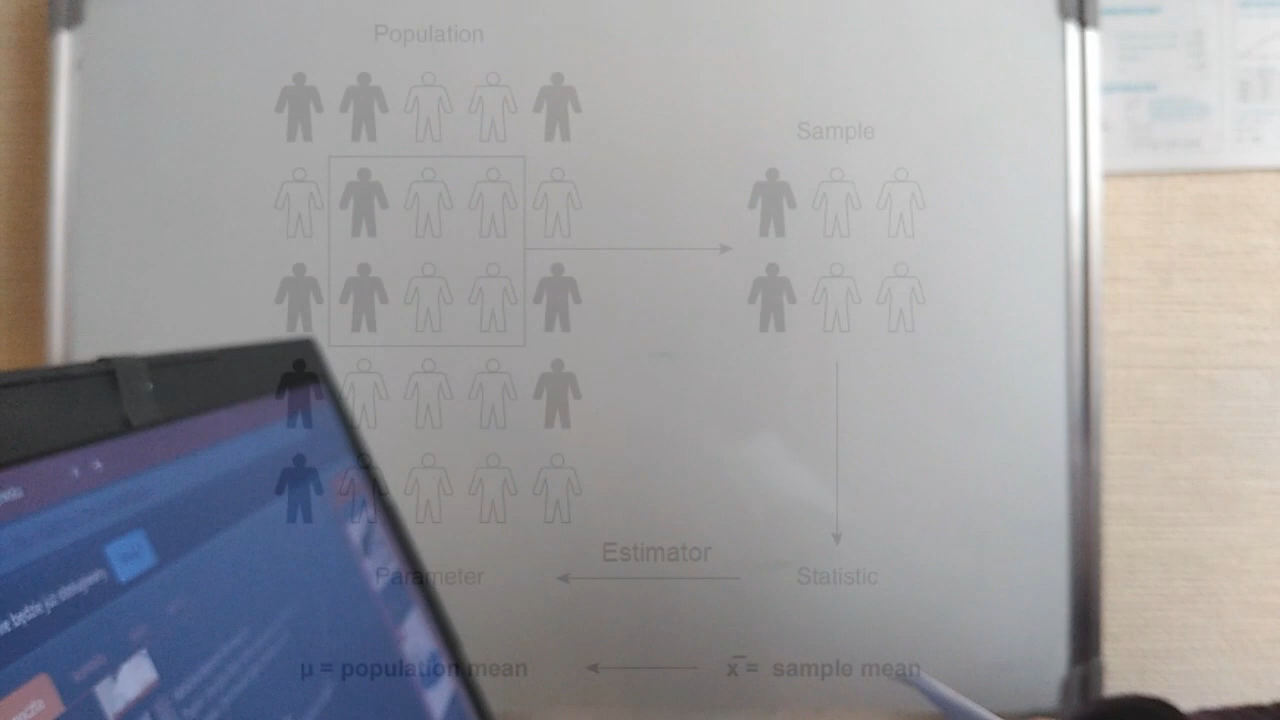 Population
Sample
Estimator
Parameter
Statistic
μ = population mean
x̄ = sample mean